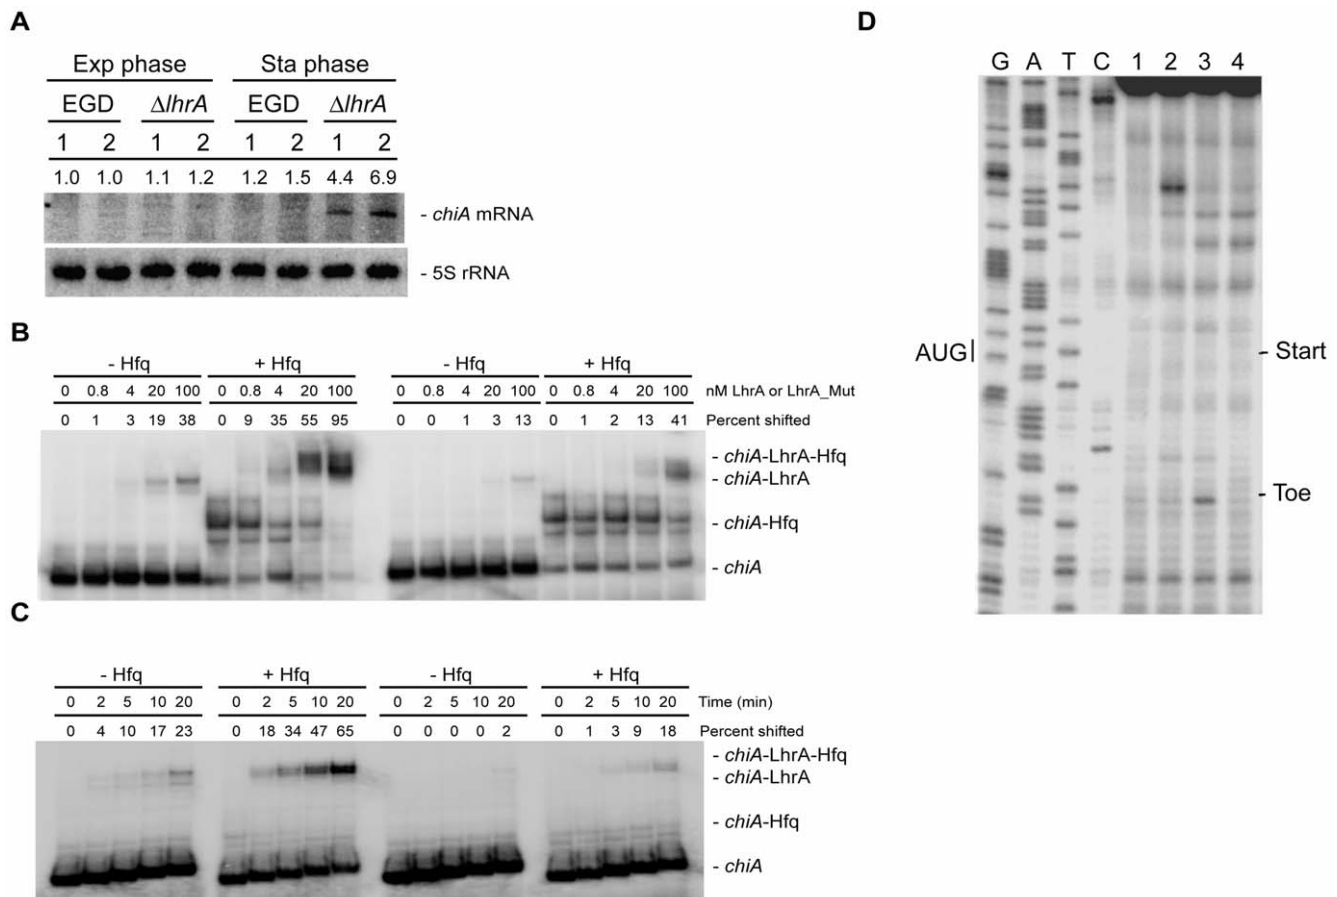 A
Exp phase Sta phase
EGD ΔlhrA EGD ΔlhrA
1 2 1 2 1 2 1 2
1.0 1.0 1.1 1.2 1.2 1.5 4.4 6.9
- chiA mRNA
- 5S rRNA
B
- Hfq + Hfq - Hfq + Hfq
0 0.8 4 20 100 0 0.8 4 20 100 0 0.8 4 20 100 0 0.8 4 20 100 nM LhrA or LhrA_Mut
0 1 3 19 38 0 9 35 55 95 0 0 1 3 13 0 1 2 13 41 Percent shifted
- chiA-LhrA-Hfq
- chiA-LhrA
- chiA-Hfq
- chiA
C
- Hfq + Hfq - Hfq + Hfq
0 2 5 10 20 0 2 5 10 20 0 2 5 10 20 0 2 5 10 20 Time (min)
0 4 10 17 23 0 18 34 47 65 0 0 0 0 2 0 1 3 9 18 Percent shifted
- chiA-LhrA-Hfq
- chiA-LhrA
- chiA-Hfq
- chiA
D
G A T C 1 2 3 4
AUG
- Start
- Toe